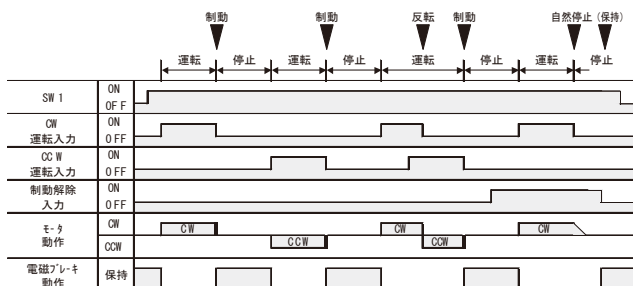 制動 制動 反転 制動 自然停止 (保持)
運転 停止 運転 停止 運転 停止 運転 停止
SW 1 ON
OFF
CW
運転入力 ON
OFF
CCW
運転入力 ON
OFF
制動解除
入力 ON
OFF
モータ
動作 CW
CCW
CW CCW CW CCW CW
電磁ブレーキ
動作 保持